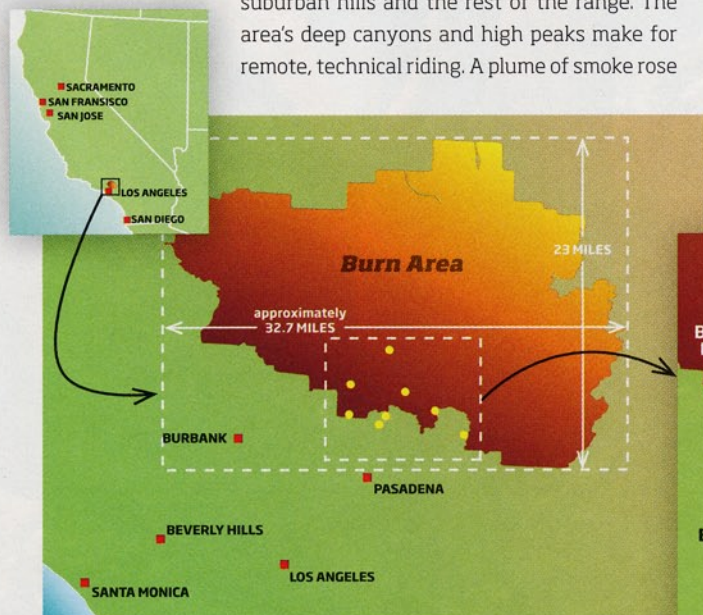 suburban hills and the rest of the range. The
area's deep canyons and high peaks make for
remote, technical riding. A plume of smoke rose
SACRAMENTO
SAN FRANSISCO
SAN JOSE
LOS ANGELES
SAN DIEGO
Burn Area
23 MILES
approximately
32.7 MILES
BURBANK
PASADENA
BEVERLY HILLS
LOS ANGELES
SANTA MONICA